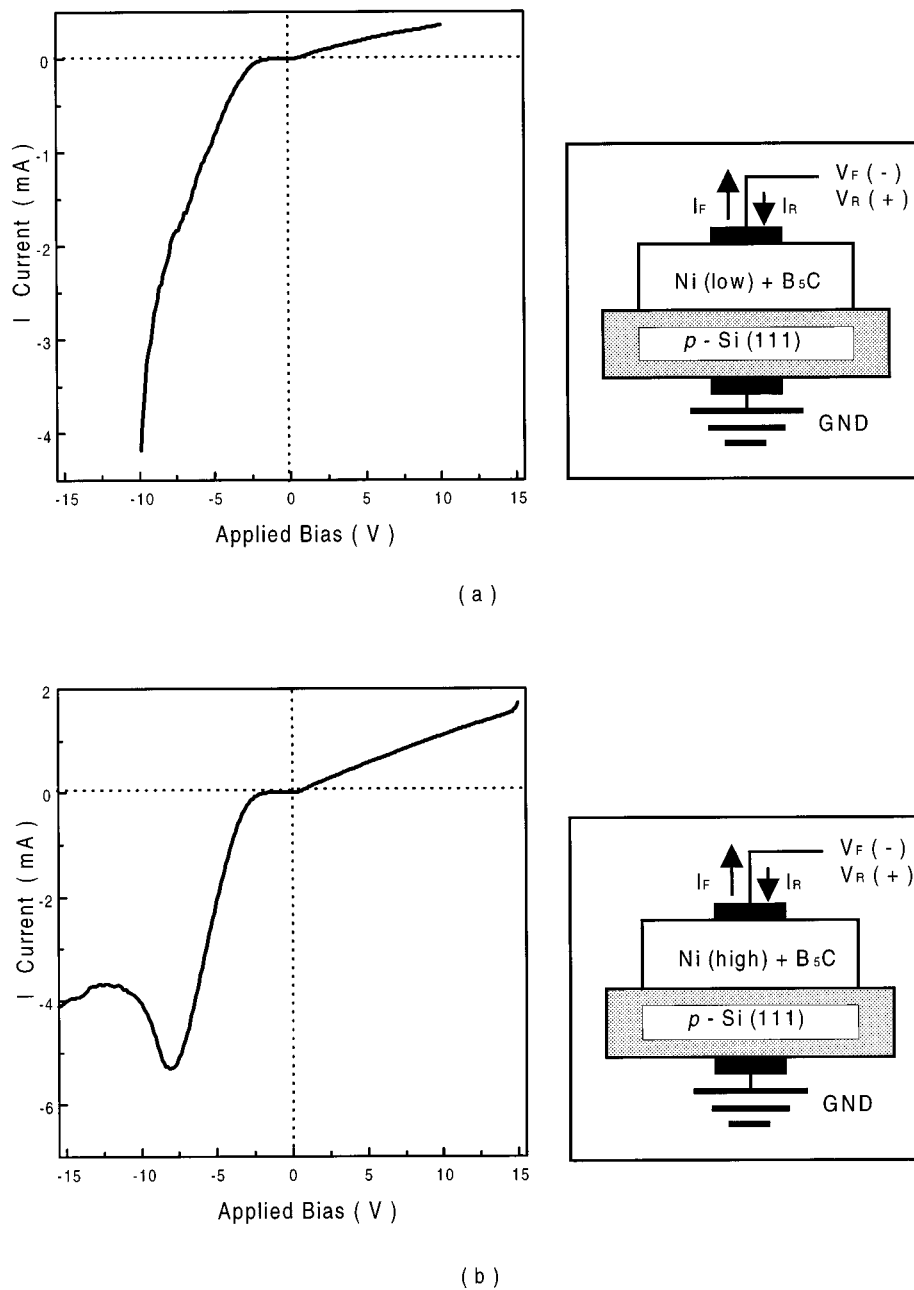 0
-1
-2
-3
-4
I Current ( mA )
-15 -10 -5 0 5 10 15
Applied Bias ( V )
VF ( - )
VR ( + )
IF IR
Ni (low) + B5C
p - Si (111)
GND
( a )
2
0
-2
-4
-6
I Current ( mA )
-15 -10 -5 0 5 10 15
Applied Bias ( V )
VF ( - )
VR ( + )
IF IR
Ni (high) + B5C
p - Si (111)
GND
( b )